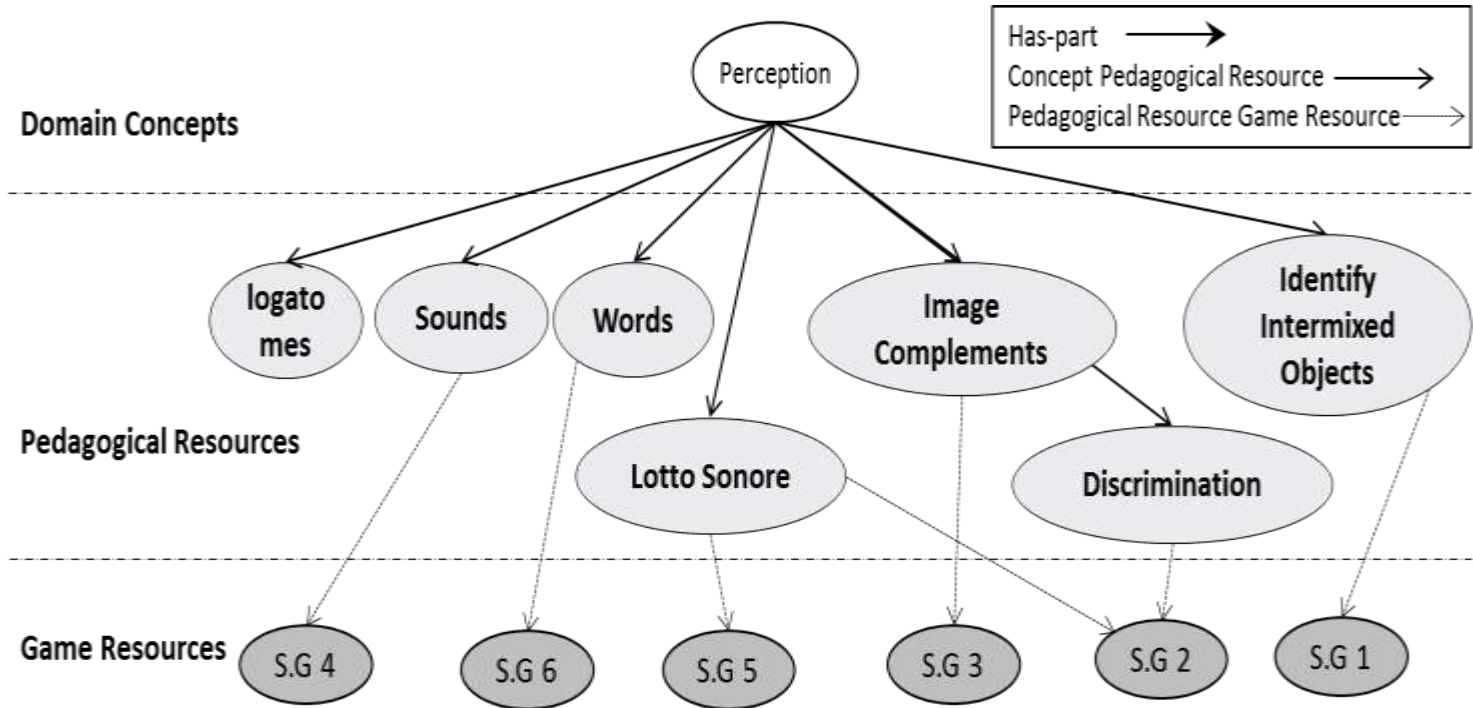 Perception
Has-part
Concept Pedagogical Resource
Pedagogical Resource Game Resource
Domain Concepts
logato
mes
Sounds
Words
Image
Complements
Identify
Intermixed
Objects
Pedagogical Resources
Lotto Sonore
Discrimination
Game Resources
S.G 4
S.G 6
S.G 5
S.G 3
S.G 2
S.G 1